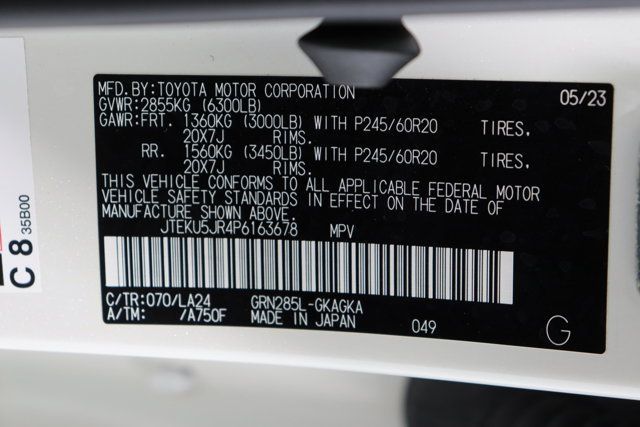 MFD. BY: TOYOTA MOTOR CORPORATION 05/23
GVWR: 2855KG (6300LB)
GAWR: FRT. 1360KG (3000LB) WITH P245/60R20 TIRES.
20X7J RIMS.
RR. 1560KG (3450LB) WITH P245/60R20 TIRES.
20X7J RIMS.
THIS VEHICLE CONFORMS TO ALL APPLICABLE FEDERAL MOTOR
VEHICLE SAFETY STANDARDS IN EFFECT ON THE DATE OF
MANUFACTURE SHOWN ABOVE.
JTEKU5JR4P6163678 MPV
C/TR: 070/LA24 GRN285L-GKAGKA
A/TM: /A750F MADE IN JAPAN 049 G
C 8 35B00